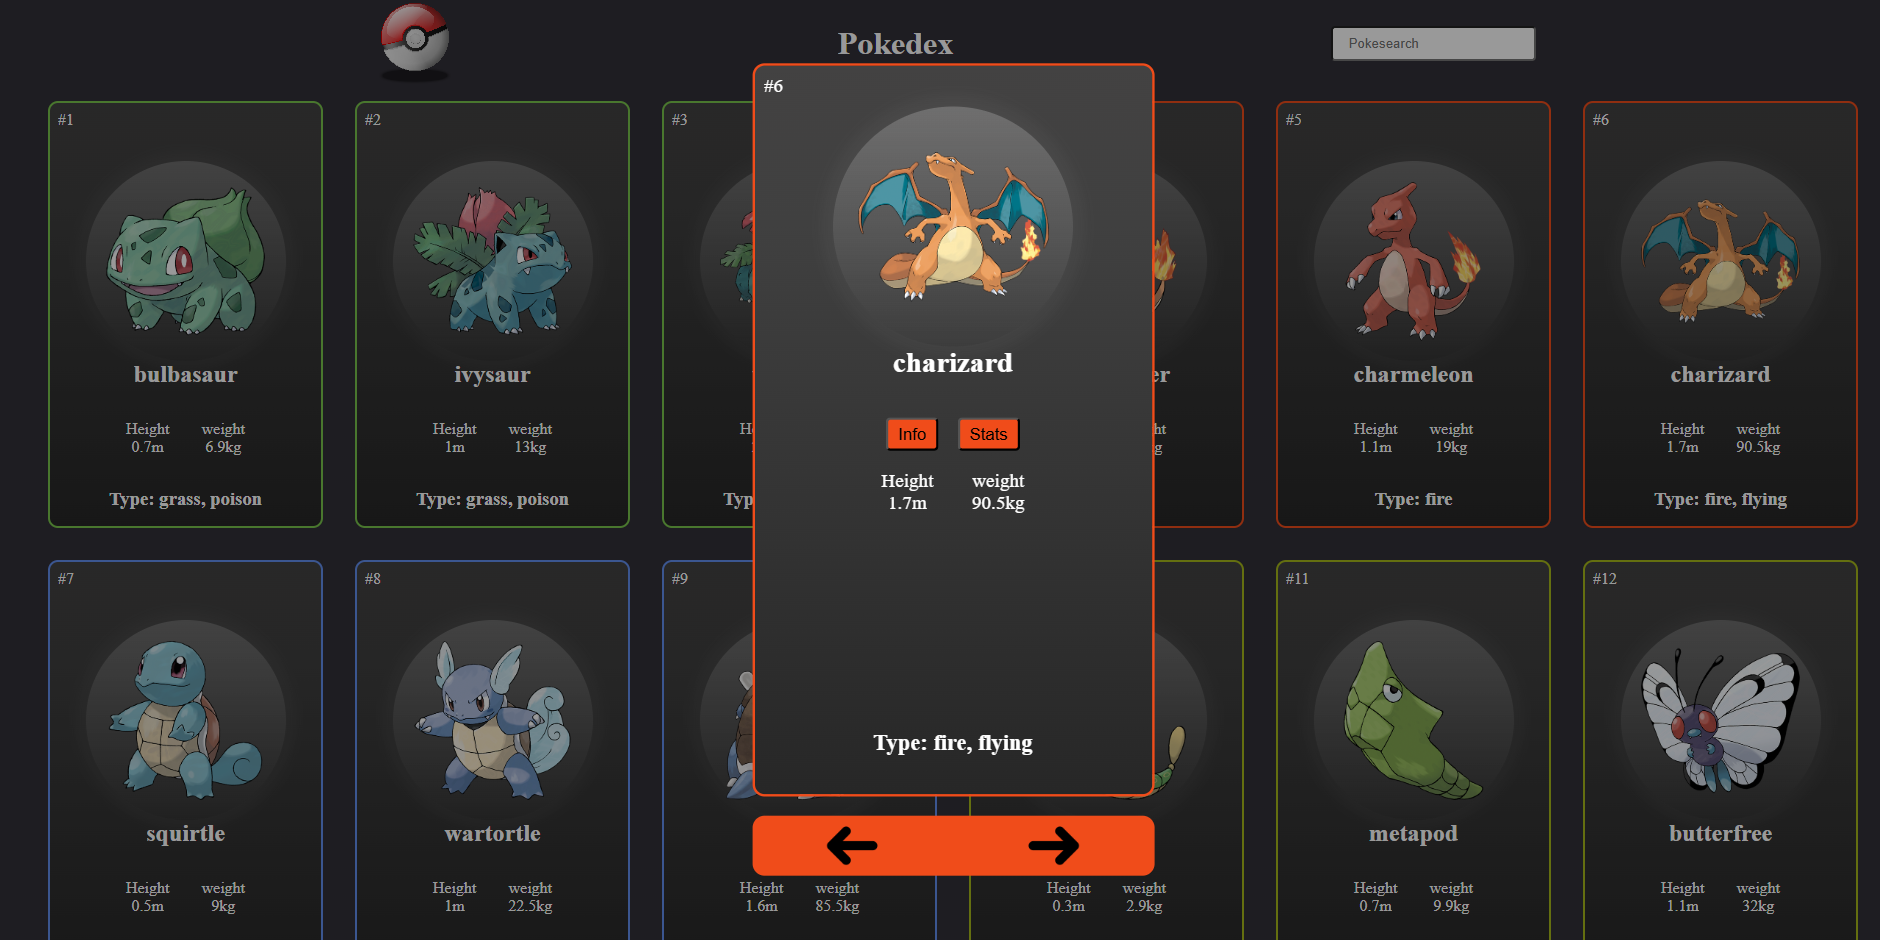 Pokedex
Pokesearch
#1
#2
#3
#5
#6
bulbasaur
ivysaur
er
charmeleon
charizard
Height weight
0.7m 6.9kg
Height weight
1m 13kg
Height weight
1.1m 19kg
Height weight
1.7m 90.5kg
Type: grass, poison
Type: grass, poison
Typ
Type: fire
Type: fire, flying
#6
charizard
Info Stats
Height weight
1.7m 90.5kg
Type: fire, flying
#7
#8
#9
#11
#12
squirtle
wartortle
metapod
butterfree
Height weight
0.5m 9kg
Height weight
1m 22.5kg
Height weight
1.6m 85.5kg
Height weight
0.3m 2.9kg
Height weight
0.7m 9.9kg
Height weight
1.1m 32kg